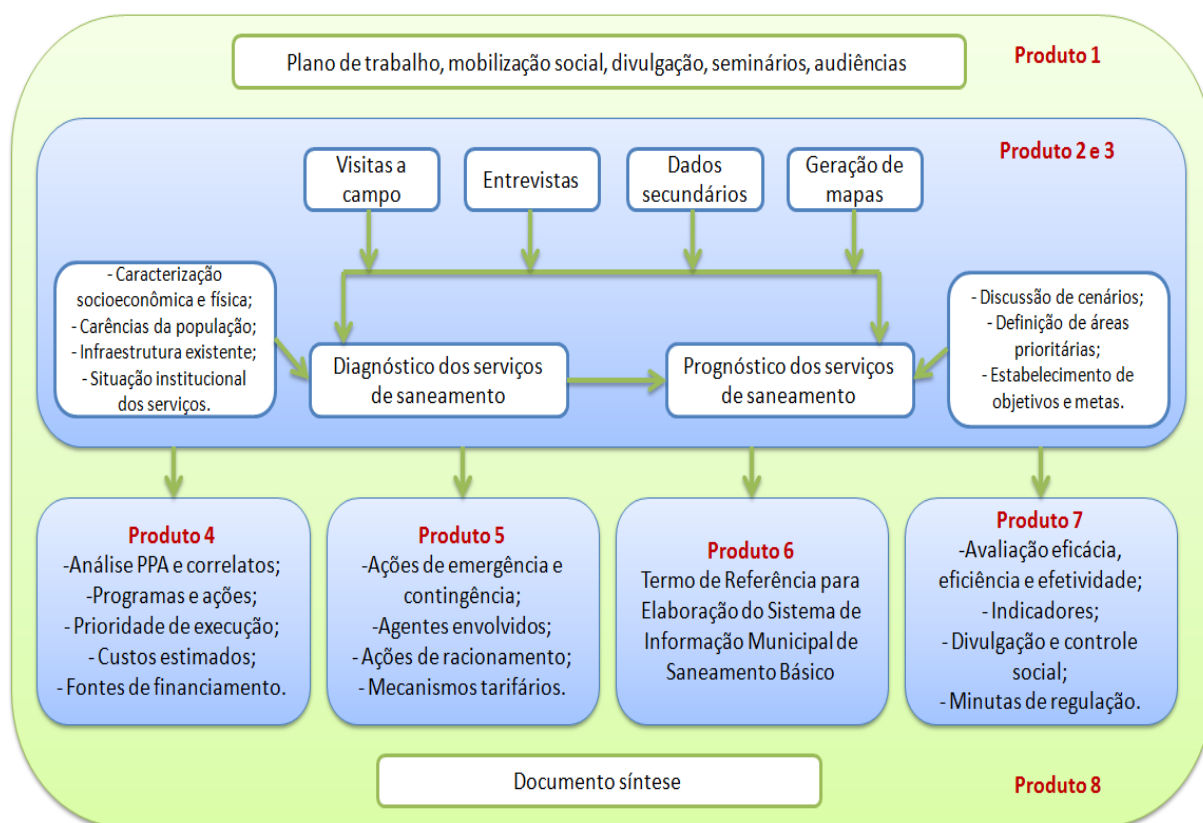 Plano de trabalho, mobilização social, divulgação, seminários, audiências
Produto 1
Produto 2 e 3
Visitas a
campo
Entrevistas
Dados
secundários
Geração de
mapas
- Caracterização
socioeconômica e física;
- Carências da população;
- Infraestrutura existente;
- Situação institucional
dos serviços.
Diagnóstico dos serviços
de saneamento
Prognóstico dos serviços
de saneamento
- Discussão de cenários;
- Definição de áreas
prioritárias;
- Estabelecimento de
objetivos e metas.
Produto 4
-Análise PPA e correlatos;
-Programas e ações;
- Prioridade de execução;
- Custos estimados;
- Fontes de financiamento.
Produto 5
-Ações de emergência e
contingência;
-Agentes envolvidos;
- Ações de racionamento;
- Mecanismos tarifários.
Produto 6
Termo de Referência para
Elaboração do Sistema de
Informação Municipal de
Saneamento Básico
Produto 7
-Avaliação eficácia,
eficiência e efetividade;
- Indicadores;
- Divulgação e controle
social;
- Minutas de regulação.
Documento síntese
Produto 8